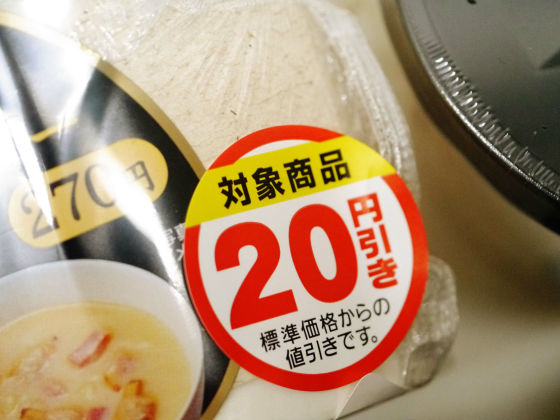 270円
対象商品
20円引き
標準価格からの
値引きです。